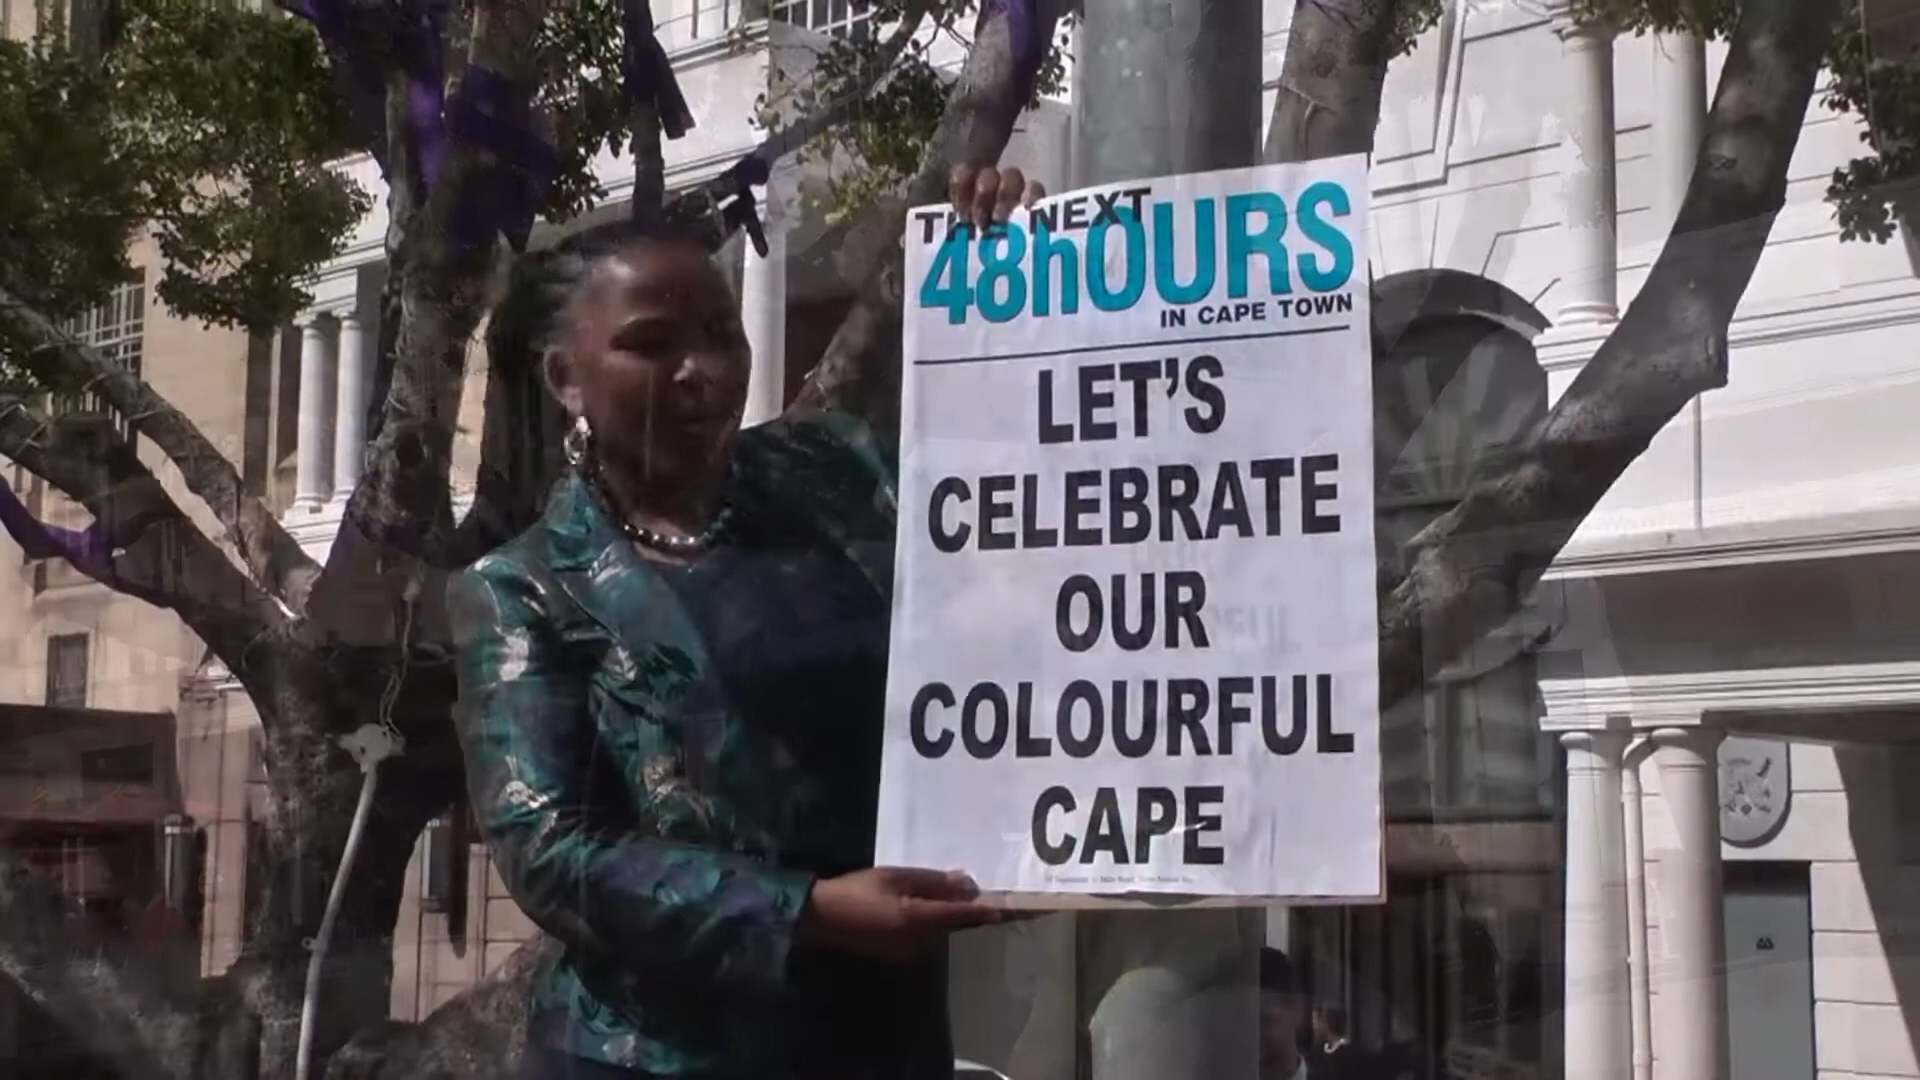 THE NEXT
48hOURS
IN CAPE TOWN
LET'S
CELEBRATE
OUR
COLOURFUL
CAPE